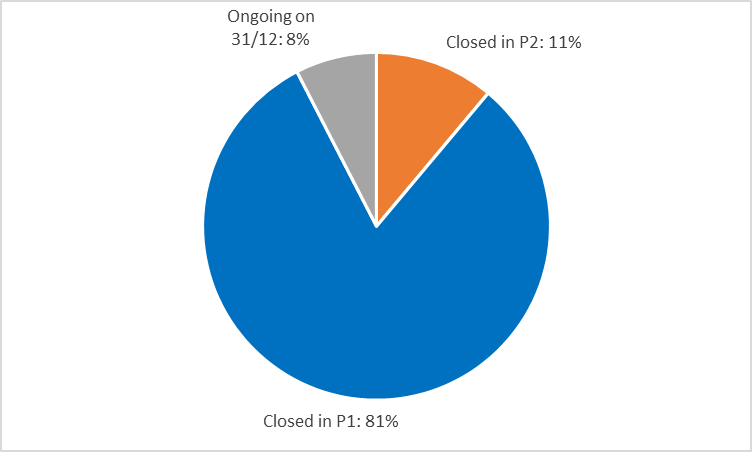 Ongoing on
31/12: 8%
Closed in P2: 11%
Closed in P1: 81%